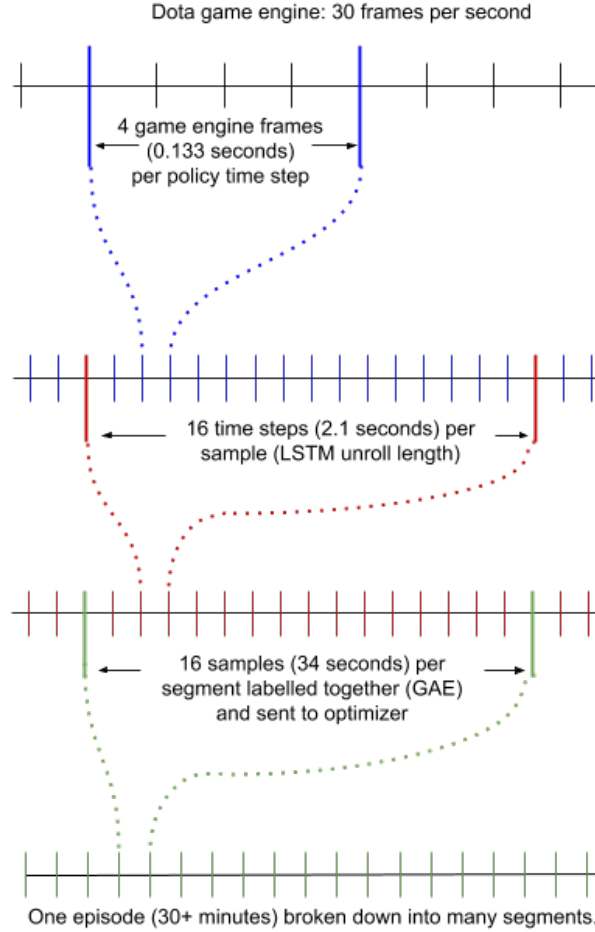 Dota game engine: 30 frames per second
4 game engine frames
(0.133 seconds)
per policy time step
16 time steps (2.1 seconds) per
sample (LSTM unroll length)
16 samples (34 seconds) per
segment labelled together (GAE)
and sent to optimizer
One episode (30+ minutes) broken down into many segments.